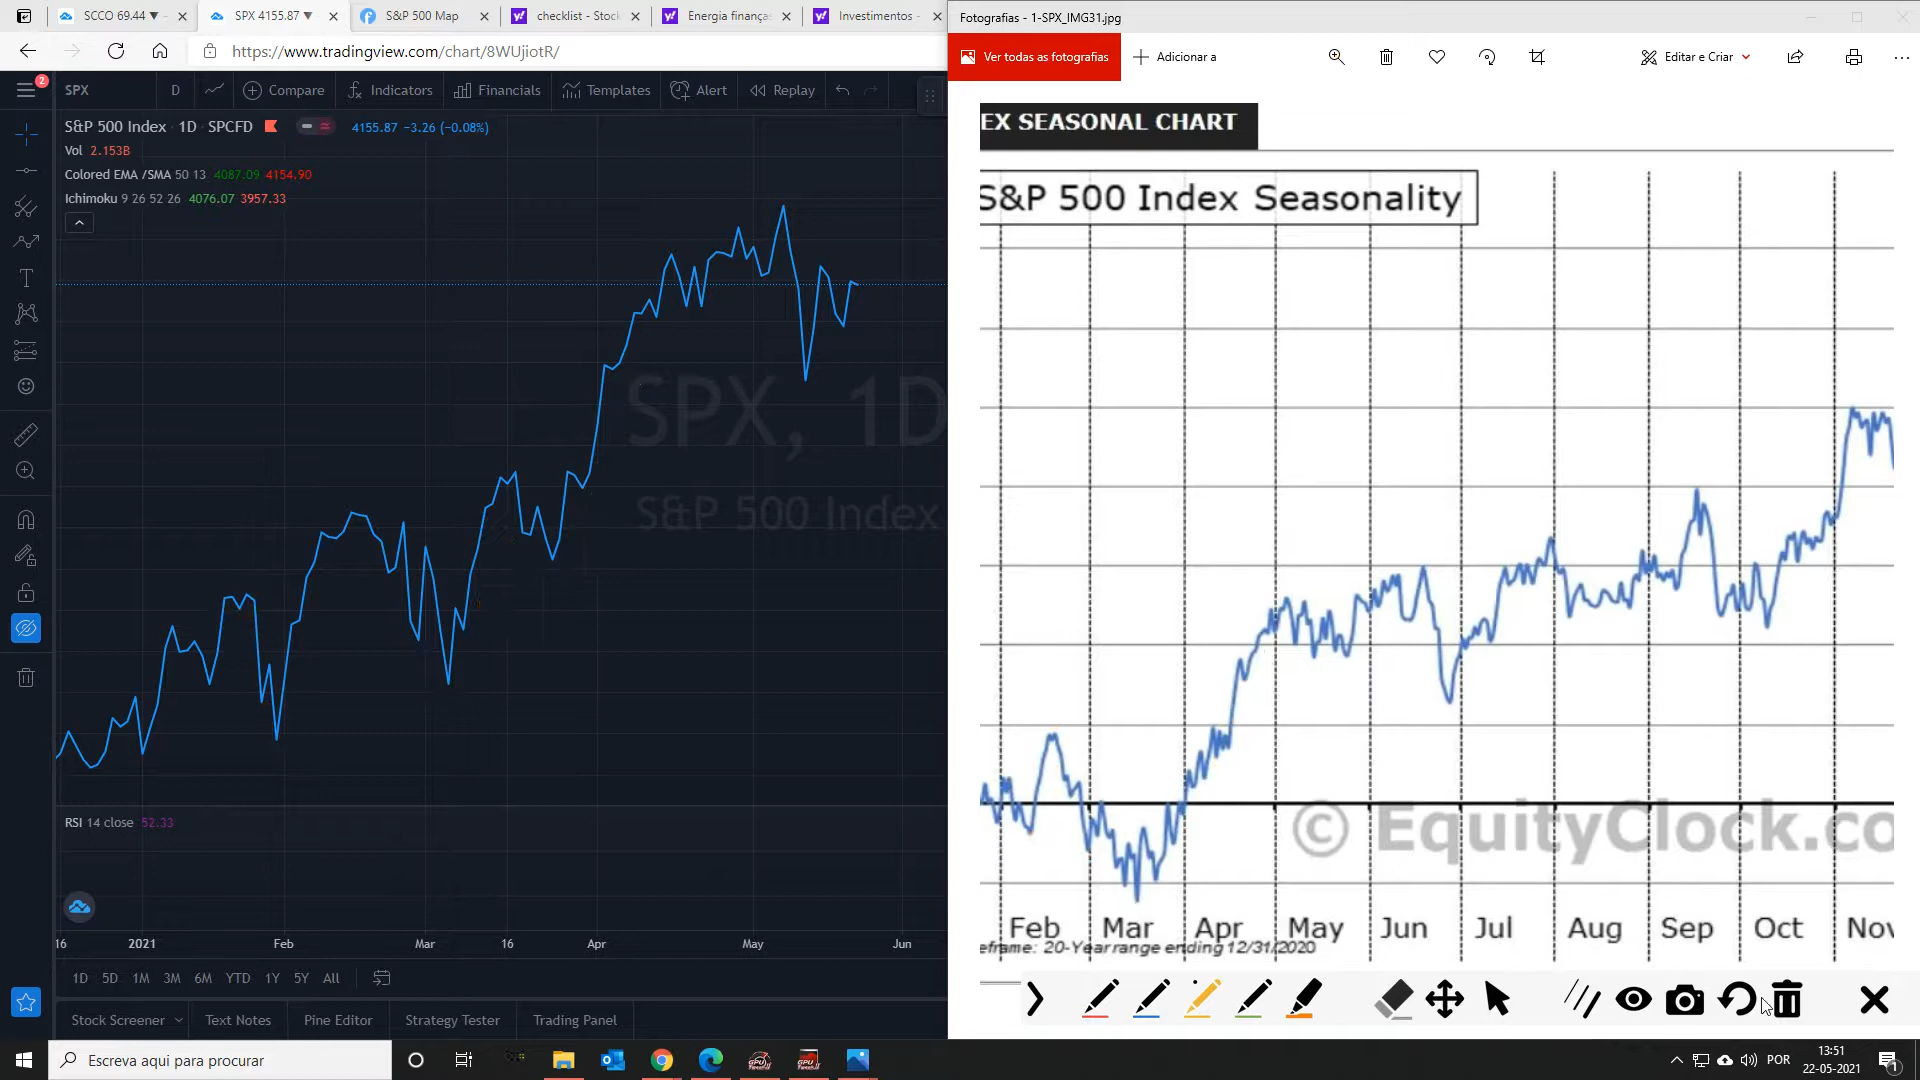 SCCO 69.44 ▼
SPX 4155.87 ▼
S&P 500 Map
checklist - Stoc
Energia finança
Investimentos -
https://www.tradingview.com/chart/8WUjiotR/
2
SPX
D
Compare
Indicators
Financials
Templates
Alert
Replay
S&P 500 Index · 1D · SPCFD
4155.87 −3.26 (−0.08%)
Vol 2.153B
Colored EMA /SMA 50 13 4087.09 4154.90
Ichimoku 9 26 52 26 4076.07 3957.33
SPX, 1D
S&P 500 Index
RSI 14 close 52.33
16 2021 Feb Mar 16 Apr May Jun
1D 5D 1M 3M 6M YTD 1Y 5Y All
Stock Screener
Text Notes
Pine Editor
Strategy Tester
Trading Panel
Fotografias - 1-SPX_IMG31.jpg
Ver todas as fotografias
Adicionar a
Editar e Criar
EX SEASONAL CHART
S&P 500 Index Seasonality
© EquityClock.co
Feb Mar Apr May Jun Jul Aug Sep Oct Nov
eframe: 20-Year range ending 12/31/2020
Escreva aqui para procurar
POR
13:51
22-05-2021
1